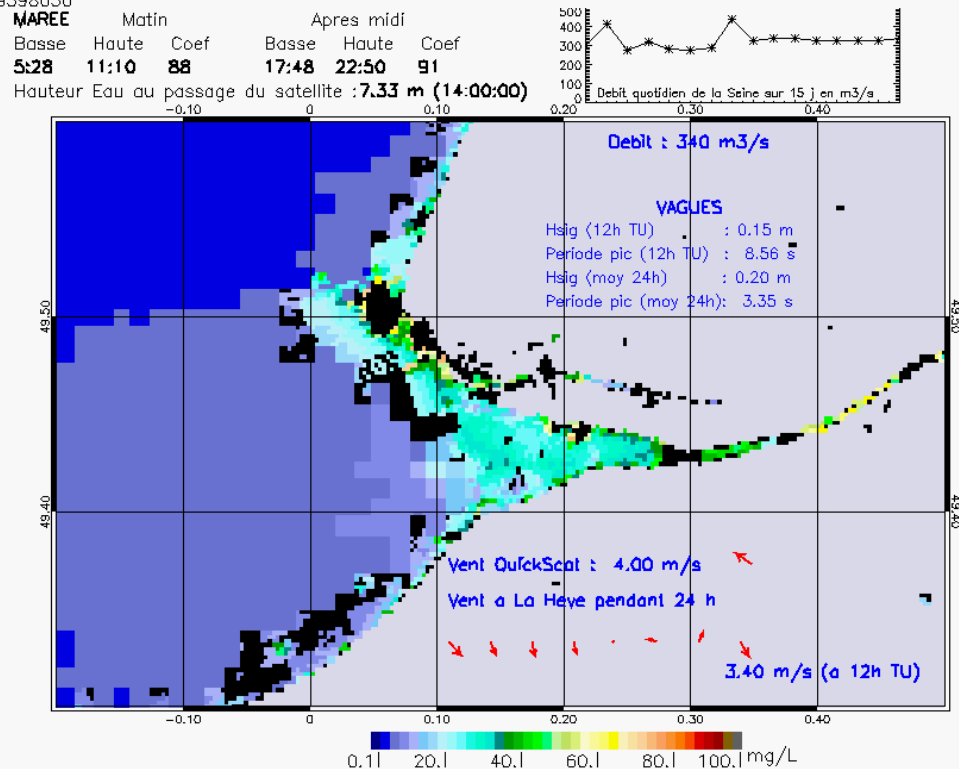 MAREE Matin Apres midi
Basse Haute Coef Basse Haute Coef
5:28 11:10 88 17:48 22:50 91
Hauteur Eau au passage du satellite :7.33 m (14:00:00)
500
400
300
200
100
0
Debit quotidien de la Seine sur 15 j en m3/s
-0.10 0 0.10 0.20 0.30 0.40
Debit : 340 m3/s
VAGUES
Hsig (12h TU) : 0.15 m
Periode pic (12h TU) : 8.56 s
Hsig (moy 24h) : 0.20 m
Periode pic (moy 24h): 3.35 s
49.50 49.50
49.40 49.40
Vent QuickScat : 4.00 m/s
Vent a La Heve pendant 24 h
3.40 m/s (a 12h TU)
-0.10 0 0.10 0.20 0.30 0.40
0.1| 20.| 40.| 60.| 80.| 100.| mg/L